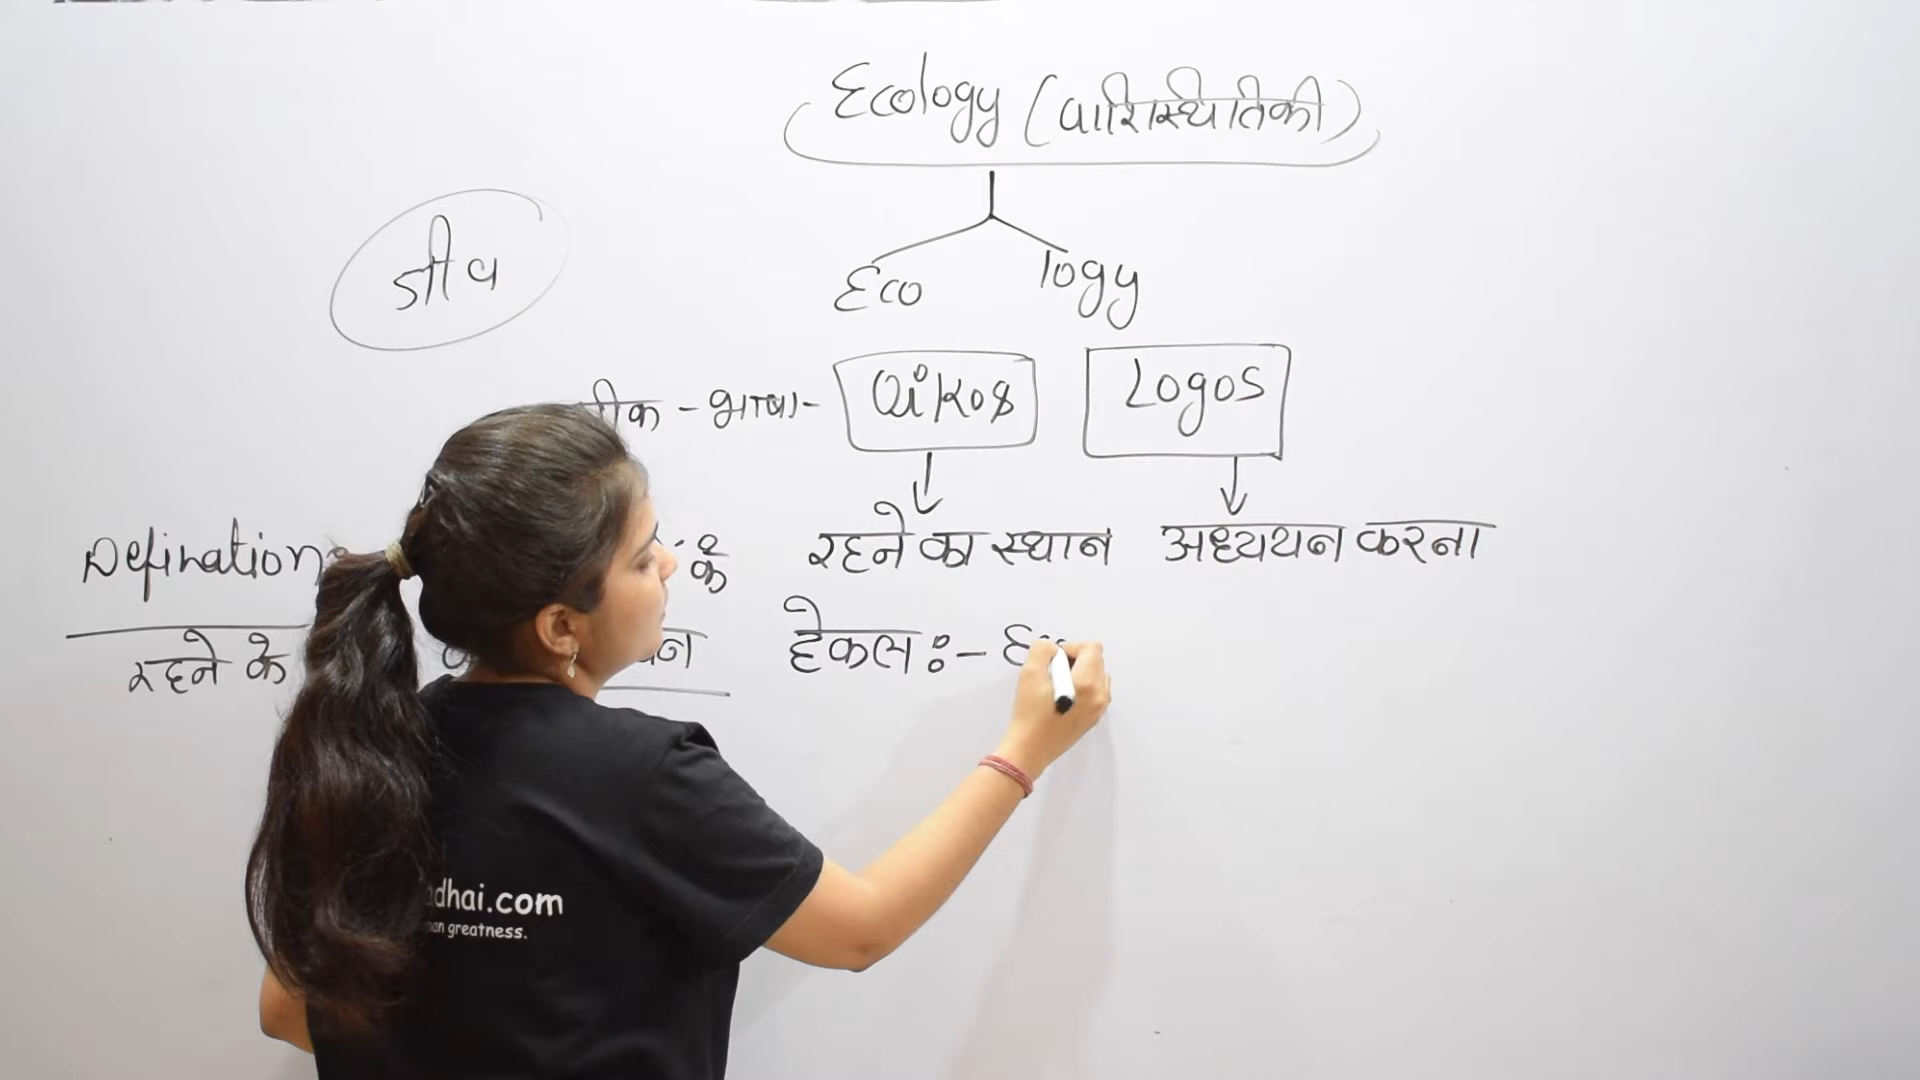 Ecology (पारिस्थितिकी)
जीव
Eco logy
ग्रीक - भाषा - Oikos Logos
Defination के रहने का स्थान अध्ययन करना
रहने के हेकल :-
adhai.com
greatness.